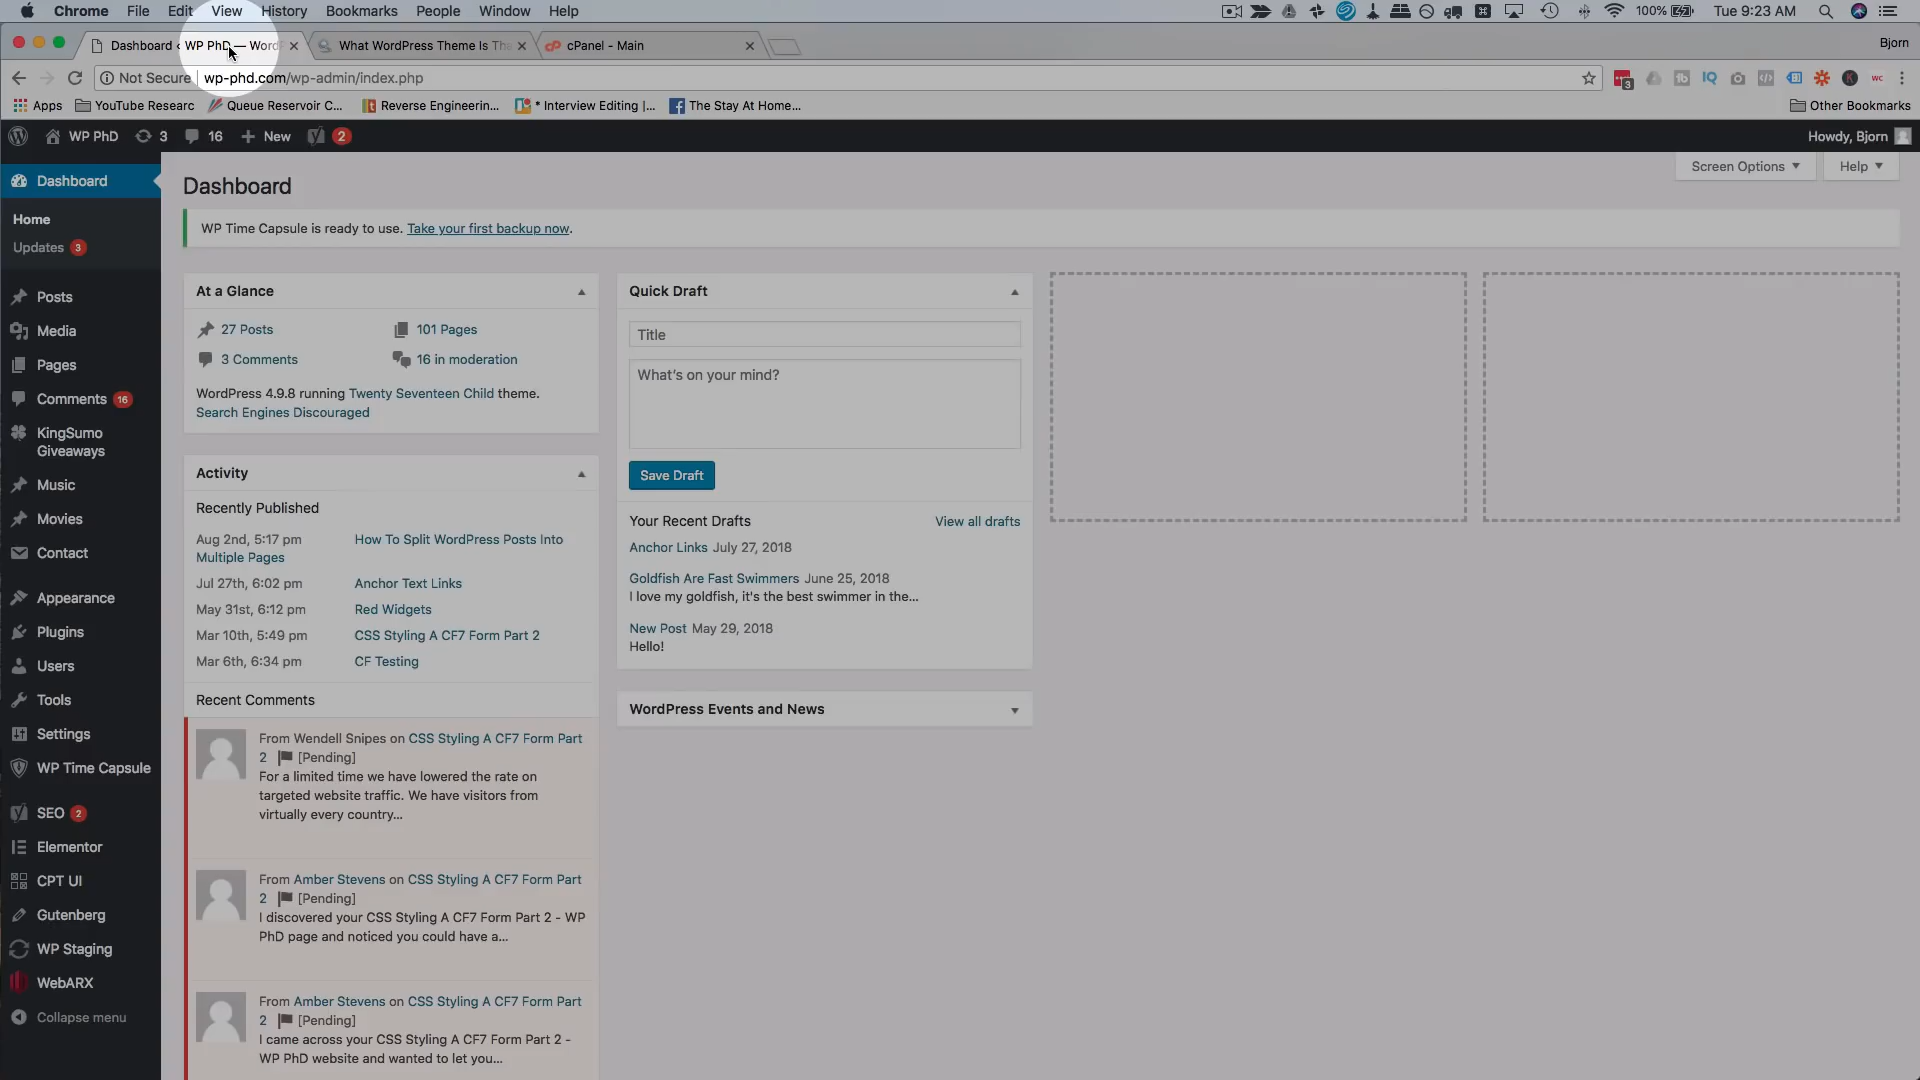 Chrome File Edit View History Bookmarks People Window Help 100% Tue 9:23 AM
Dashboard ‹ WP PhD — Word What WordPress Theme Is Tha cPanel - Main Bjorn
Not Secure | wp-phd.com/wp-admin/index.php
Apps YouTube Researc Queue Reservoir C... Reverse Engineerin... * Interview Editing |... The Stay At Home... Other Bookmarks
WP PhD 3 16 New 2 Howdy, Bjorn
Screen Options Help
Dashboard
Home
Updates 3
Posts
Media
Pages
Comments 16
KingSumo
Giveaways
Music
Movies
Contact
Appearance
Plugins
Users
Tools
Settings
WP Time Capsule
SEO 2
Elementor
CPT UI
Gutenberg
WP Staging
WebARX
Collapse menu
Dashboard
WP Time Capsule is ready to use. Take your first backup now.
At a Glance
27 Posts 101 Pages
3 Comments 16 in moderation
WordPress 4.9.8 running Twenty Seventeen Child theme.
Search Engines Discouraged
Activity
Recently Published
Aug 2nd, 5:17 pm How To Split WordPress Posts Into
Multiple Pages
Jul 27th, 6:02 pm Anchor Text Links
May 31st, 6:12 pm Red Widgets
Mar 10th, 5:49 pm CSS Styling A CF7 Form Part 2
Mar 6th, 6:34 pm CF Testing
Recent Comments
From Wendell Snipes on CSS Styling A CF7 Form Part
2 [Pending]
For a limited time we have lowered the rate on
targeted website traffic. We have visitors from
virtually every country...
From Amber Stevens on CSS Styling A CF7 Form Part
2 [Pending]
I discovered your CSS Styling A CF7 Form Part 2 - WP
PhD page and noticed you could have a...
From Amber Stevens on CSS Styling A CF7 Form Part
2 [Pending]
I came across your CSS Styling A CF7 Form Part 2 -
WP PhD website and wanted to let you...
Quick Draft
Title
What's on your mind?
Save Draft
Your Recent Drafts View all drafts
Anchor Links July 27, 2018
Goldfish Are Fast Swimmers June 25, 2018
I love my goldfish, it's the best swimmer in the...
New Post May 29, 2018
Hello!
WordPress Events and News